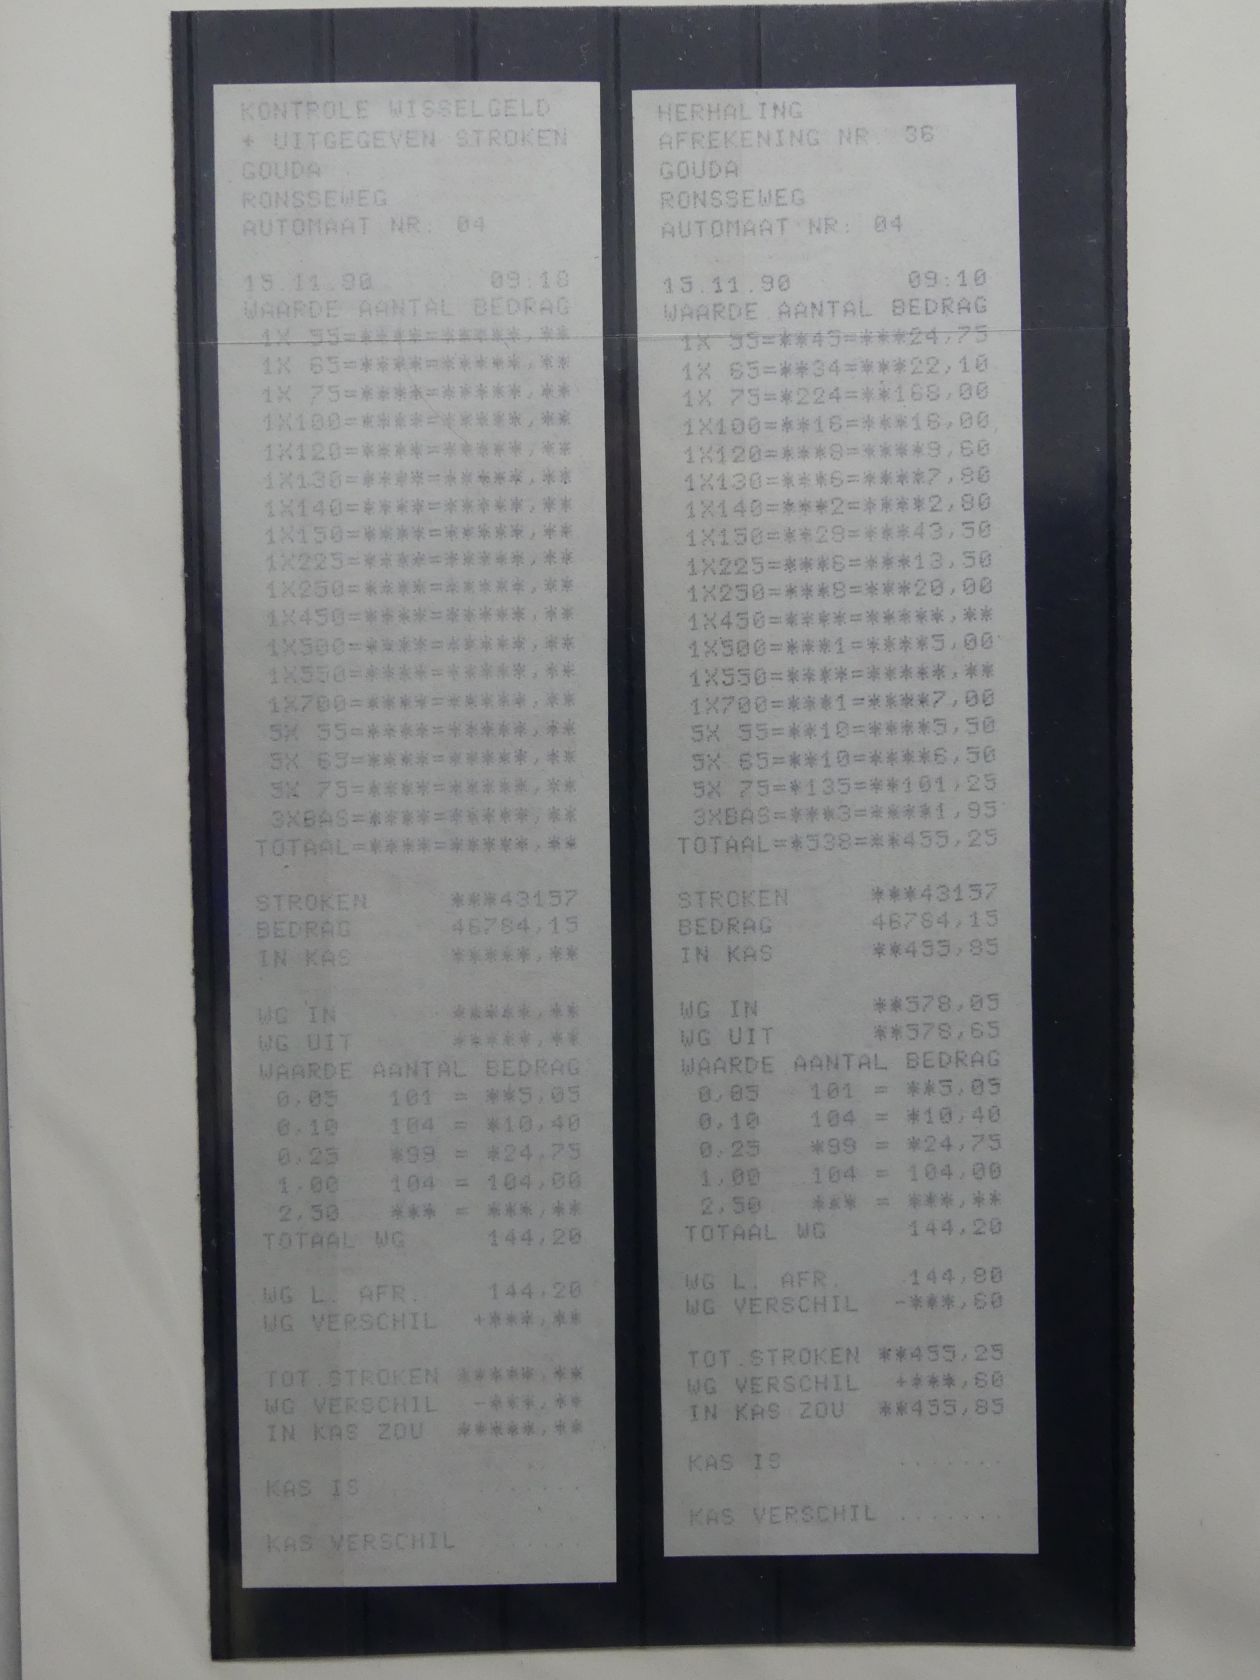 KONTROLE WISSELGELD
+ UITGEGEVEN STROKEN
GOUDA
RONSSEWEG
AUTOMAAT NR: 04
15.11.90 09:18
WAARDE AANTAL BEDRAG
1X 55=****=*****,**
1X 65=****=*****,**
1X 75=****=*****,**
1X100=****=*****,**
1X120=****=*****,**
1X130=****=*****,**
1X140=****=*****,**
1X150=****=*****,**
1X225=****=*****,**
1X250=****=*****,**
1X450=****=*****,**
1X500=****=*****,**
1X550=****=*****,**
1X700=****=*****,**
5X 55=****=*****,**
5X 65=****=*****,**
5X 75=****=*****,**
3XBAS=****=*****,**
TOTAAL=****=*****,**
STROKEN ***43157
BEDRAG 46784,15
IN KAS *****,**
WG IN *****,**
WG UIT *****,**
WAARDE AANTAL BEDRAG
0,05 101 = **5,05
0,10 104 = *10,40
0,25 *99 = *24,75
1,00 104 = 104,00
2,50 *** = ***,**
TOTAAL WG 144,20
WG L. AFR. 144,20
WG VERSCHIL +***,**
TOT.STROKEN *****,**
WG VERSCHIL -***,**
IN KAS ZOU *****,**
KAS IS .......
KAS VERSCHIL .......
HERHALING
AFREKENING NR. 36
GOUDA
RONSSEWEG
AUTOMAAT NR: 04
15.11.90 09:10
WAARDE AANTAL BEDRAG
1X 55=**45=***24,75
1X 65=**34=***22,10
1X 75=*224=**168,00
1X100=**16=***16,00
1X120=***8=****9,60
1X130=***6=****7,80
1X140=***2=****2,80
1X150=**29=***43,50
1X225=***6=***13,50
1X250=***8=***20,00
1X450=****=*****,**
1X500=***1=****5,00
1X550=****=*****,**
1X700=***1=****7,00
5X 55=**10=****5,50
5X 65=**10=****6,50
5X 75=*135=**101,25
3XBAS=***3=****1,95
TOTAAL=*538=**455,25
STROKEN ***43157
BEDRAG 46784,15
IN KAS **455,85
WG IN **578,05
WG UIT **578,65
WAARDE AANTAL BEDRAG
0,05 101 = **5,05
0,10 104 = *10,40
0,25 *99 = *24,75
1,00 104 = 104,00
2,50 *** = ***,**
TOTAAL WG 144,20
WG L. AFR. 144,80
WG VERSCHIL -***,60
TOT.STROKEN **455,25
WG VERSCHIL +***,60
IN KAS ZOU **455,85
KAS IS .......
KAS VERSCHIL .......